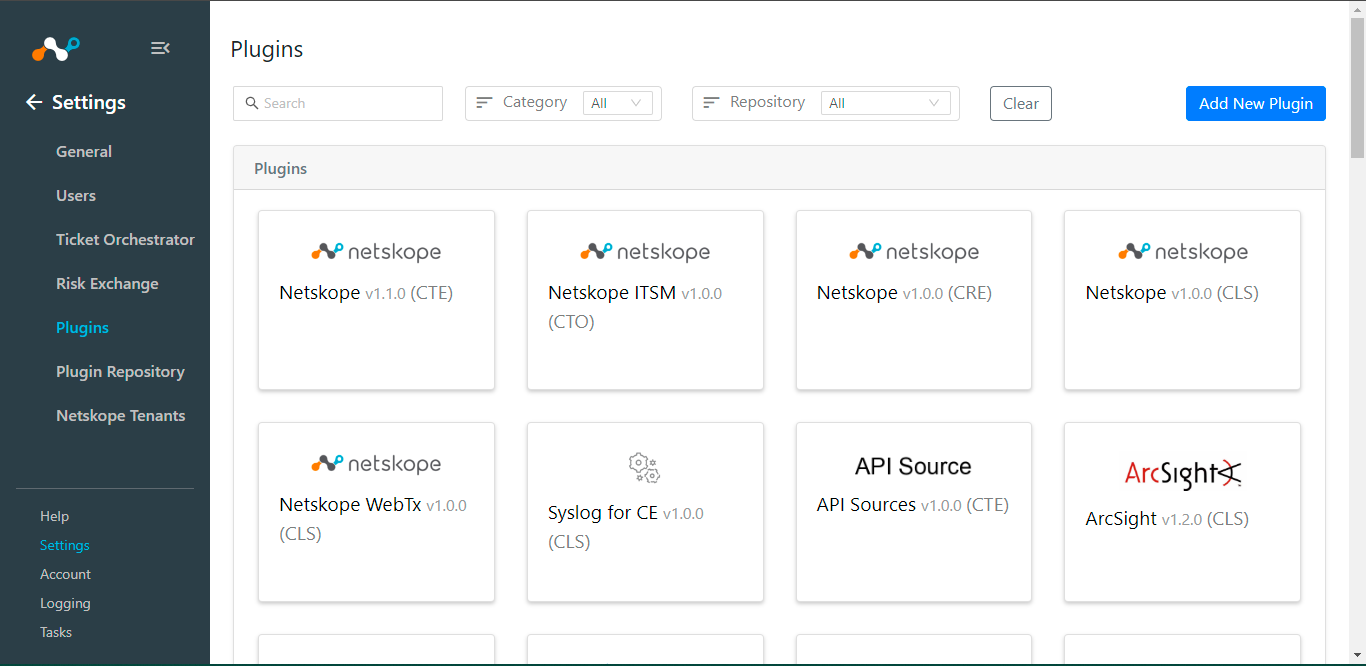 Plugins
Settings
General
Users
Ticket Orchestrator
Risk Exchange
Plugins
Plugin Repository
Netskope Tenants
Help
Settings
Account
Logging
Tasks
Search
Category All
Repository All
Clear
Add New Plugin
Plugins
netskope
Netskope v1.1.0 (CTE)
netskope
Netskope ITSM v1.0.0
(CTO)
netskope
Netskope v1.0.0 (CRE)
netskope
Netskope v1.0.0 (CLS)
netskope
Netskope WebTx v1.0.0
(CLS)
Syslog for CE v1.0.0
(CLS)
API Source
API Sources v1.0.0 (CTE)
ArcSight
ArcSight v1.2.0 (CLS)